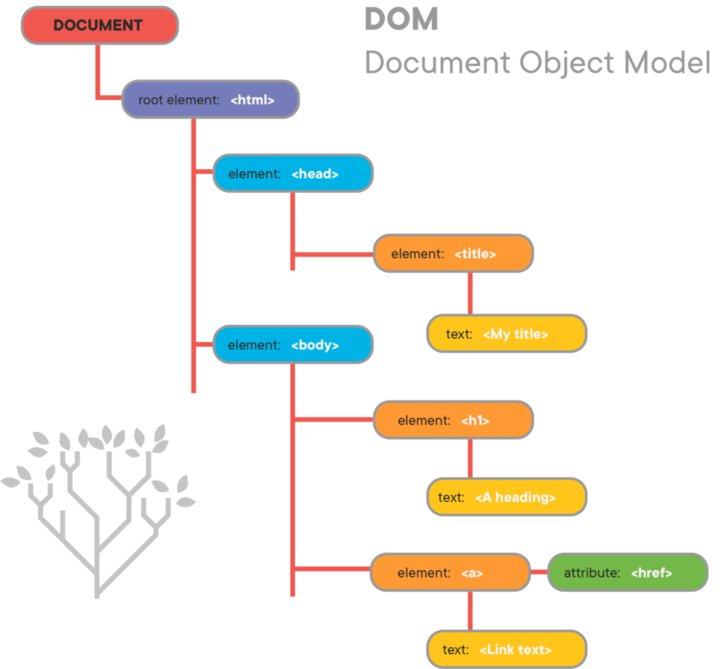 DOM
Document Object Model
DOCUMENT
root element: <html>
element: <head>
element: <title>
text: <My title>
element: <body>
element: <h1>
text: <A heading>
element: <a>
attribute: <href>
text: <Link text>